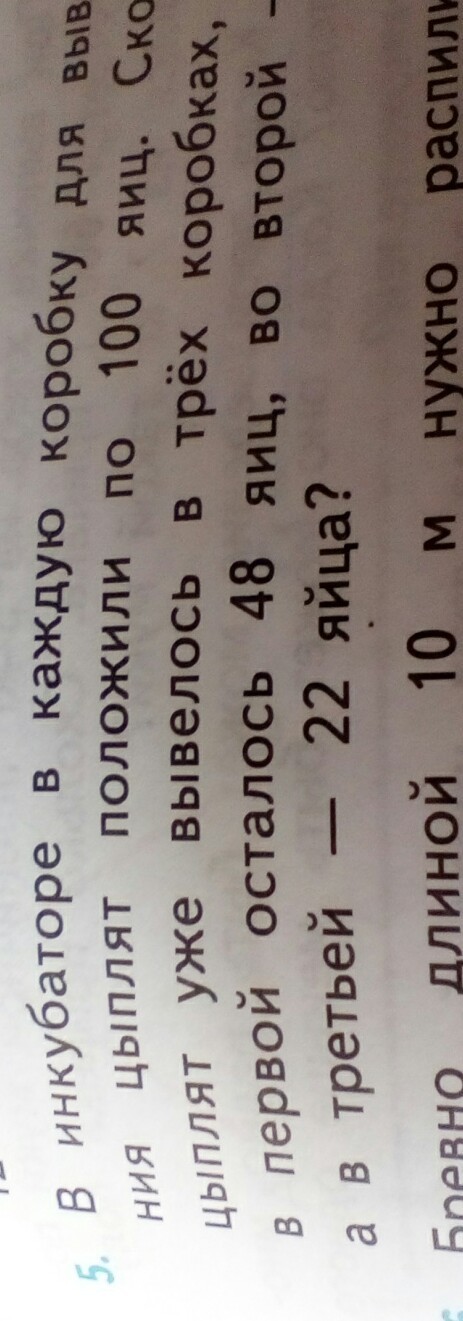 5. В инкубаторе в каждую коробку для выв
ния цыплят положили по 100 яиц. Ско
цыплят уже вывелось в трёх коробках,
в первой осталось 48 яиц, во второй —
а в третьей — 22 яйца?
Бревно длиной 10 м нужно распили